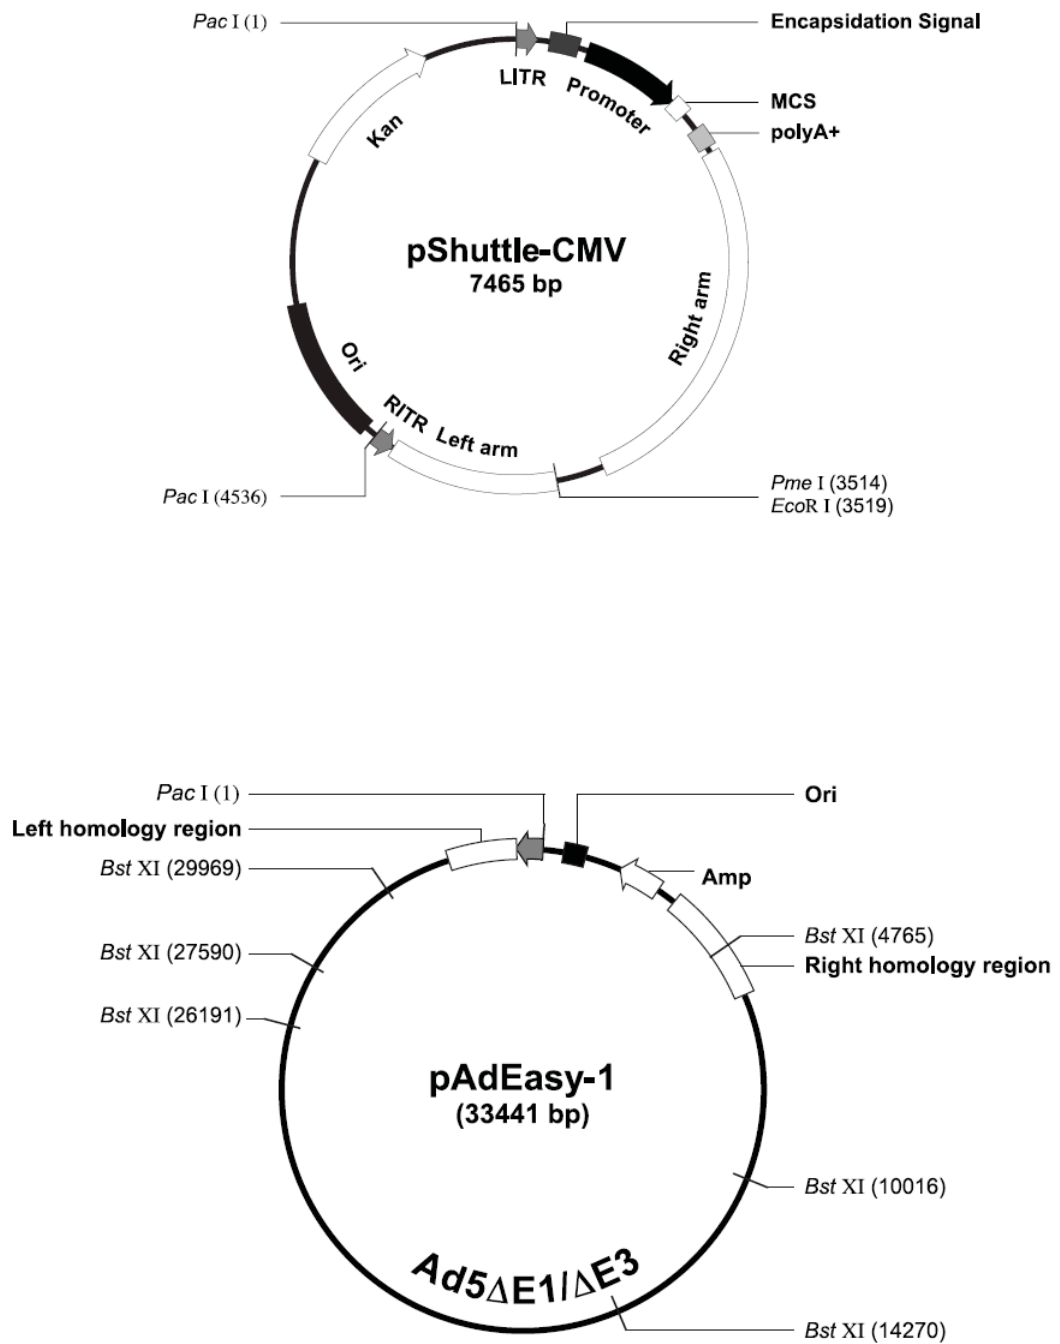 Pac I (1)
Encapsidation Signal
LITR
Promoter
MCS
polyA+
Kan
pShuttle-CMV
7465 bp
Right arm
Ori
RITR
Left arm
Pac I (4536)
Pme I (3514)
EcoR I (3519)
Pac I (1)
Ori
Left homology region
Bst XI (29969)
Amp
Bst XI (4765)
Bst XI (27590)
Right homology region
Bst XI (26191)
pAdEasy-1
(33441 bp)
Bst XI (10016)
Ad5ΔE1/ΔE3
Bst XI (14270)